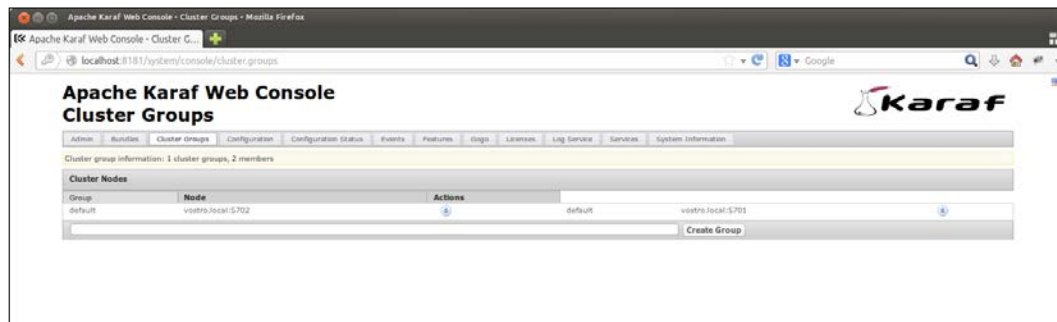 Apache Karaf Web Console - Cluster Groups - Mozilla Firefox
Apache Karaf Web Console - Cluster G...
localhost:8181/system/console/cluster.groups
Google
Apache Karaf Web Console
Cluster Groups
Karaf
Admin Bundles Cluster Groups Configuration Configuration Status Events Features Gogo Licenses Log Service Services System Information
Cluster group information: 1 cluster groups, 2 members
Cluster Nodes
Group Node Actions
default vostro.local:5702 default vostro.local:5701
Create Group